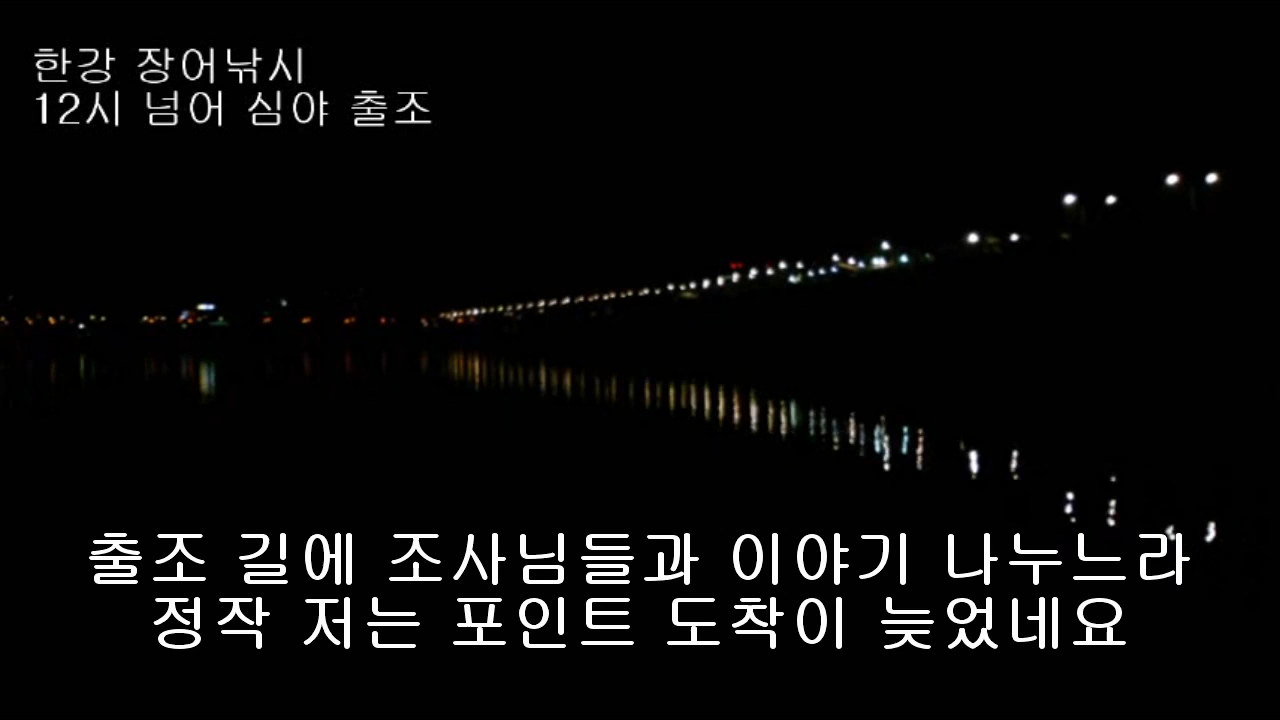 한강 장어낚시
12시 넘어 심야 출조
출조 길에 조사님들과 이야기 나누느라
정작 저는 포인트 도착이 늦었네요